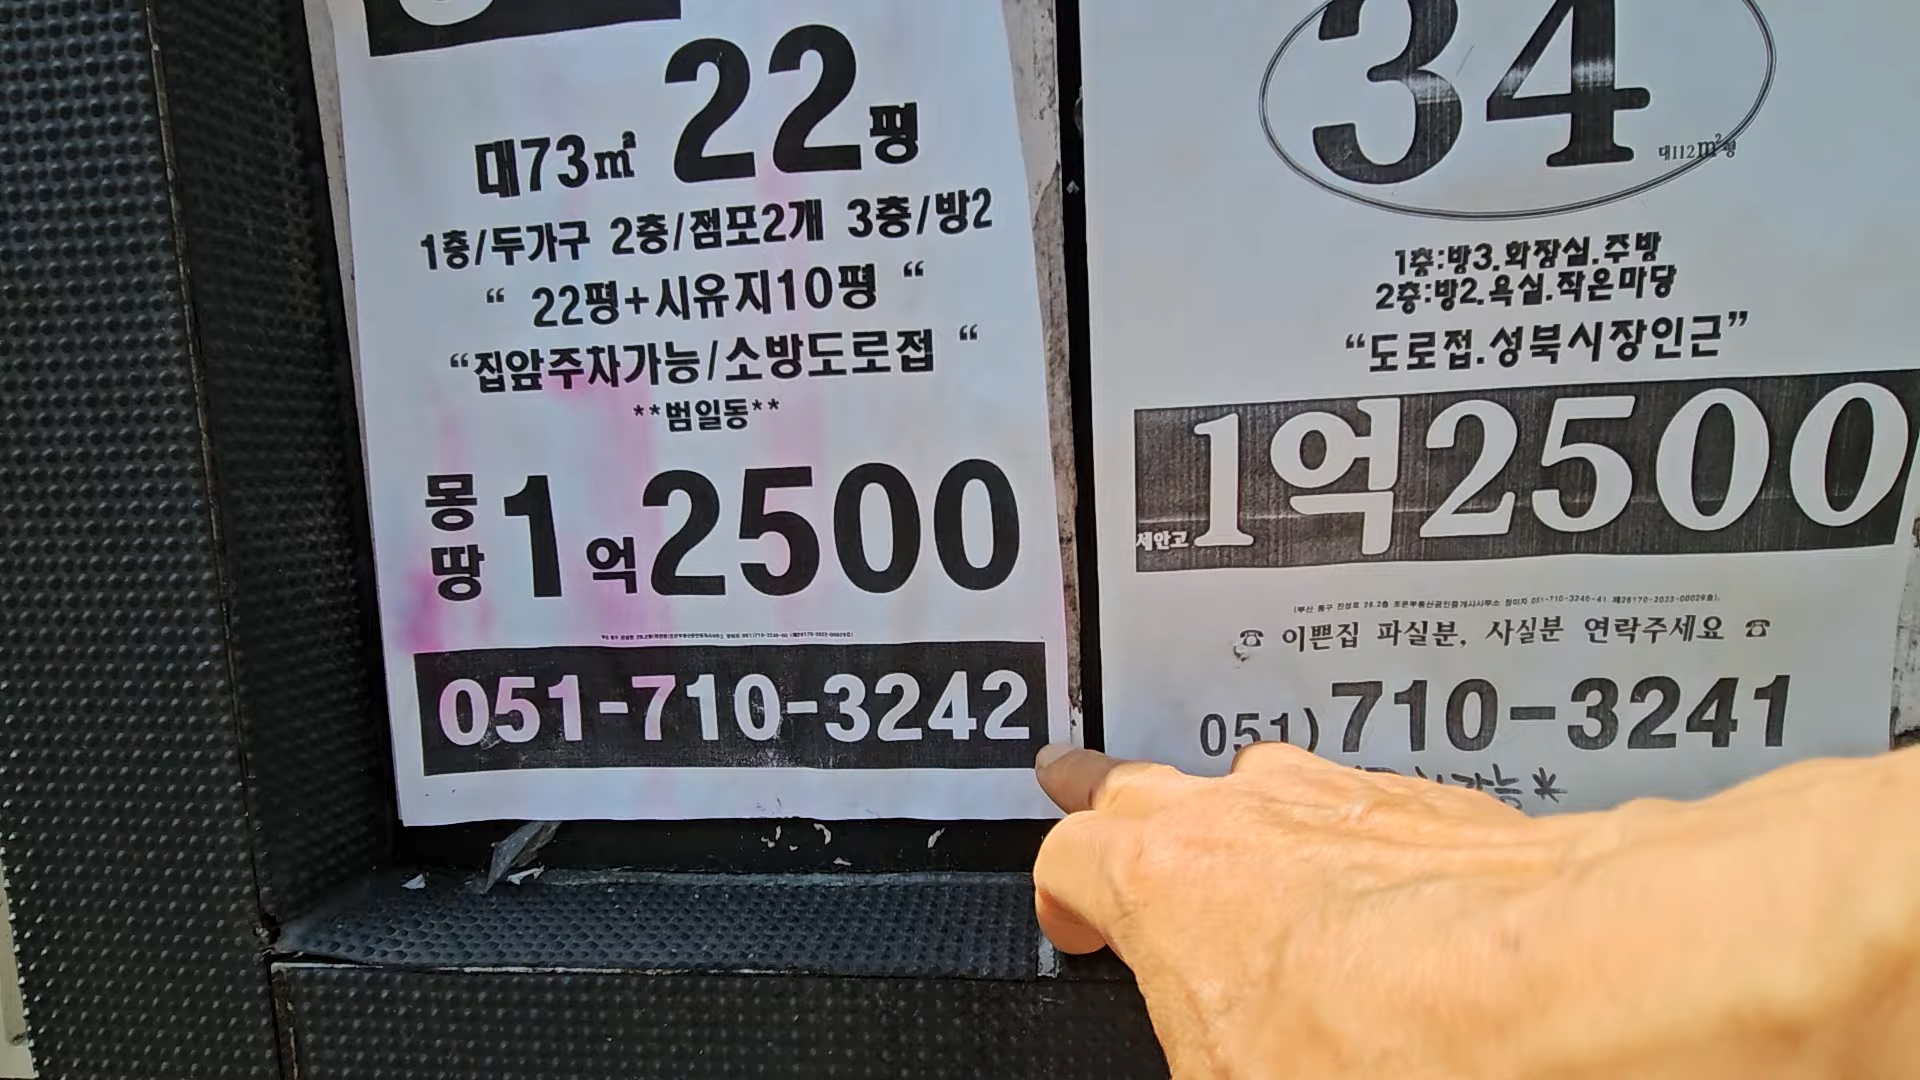 22평
대73㎡
1층/두가구 2층/점포2개 3층/방2
“ 22평+시유지10평 “
“집앞주차가능/소방도로접 “
**범일동**
몽땅 1억2500
051-710-3242
34
대112㎡평
1층:방3.화장실.주방
2층:방2.욕실.작은마당
“도로접.성북시장인근”
세안고 1억2500
☎ 이쁜집 파실분, 사실분 연락주세요 ☎
051)710-3241